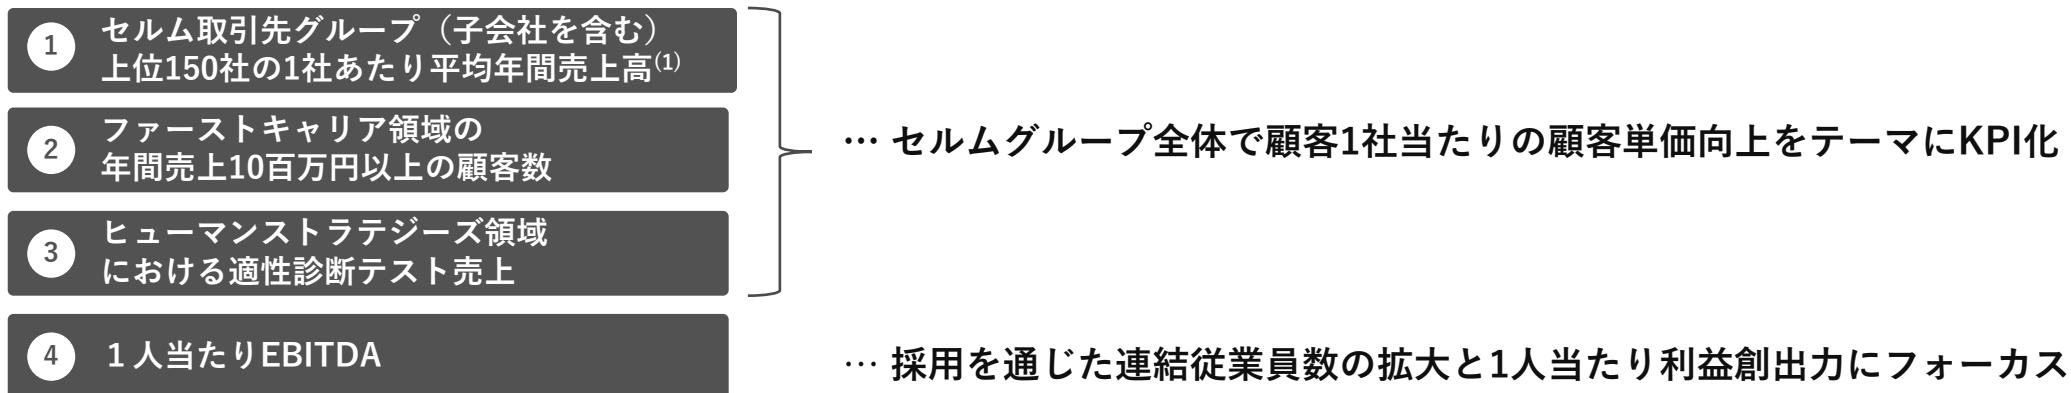 1
セルム取引先グループ（子会社を含む）
上位150社の1社あたり平均年間売上高(1)
2
ファーストキャリア領域の
年間売上10百万円以上の顧客数
… セルムグループ全体で顧客1社当たりの顧客単価向上をテーマにKPI化
3
ヒューマンストラテジーズ領域
における適性診断テスト売上
4
１人当たりEBITDA
… 採用を通じた連結従業員数の拡大と1人当たり利益創出力にフォーカス